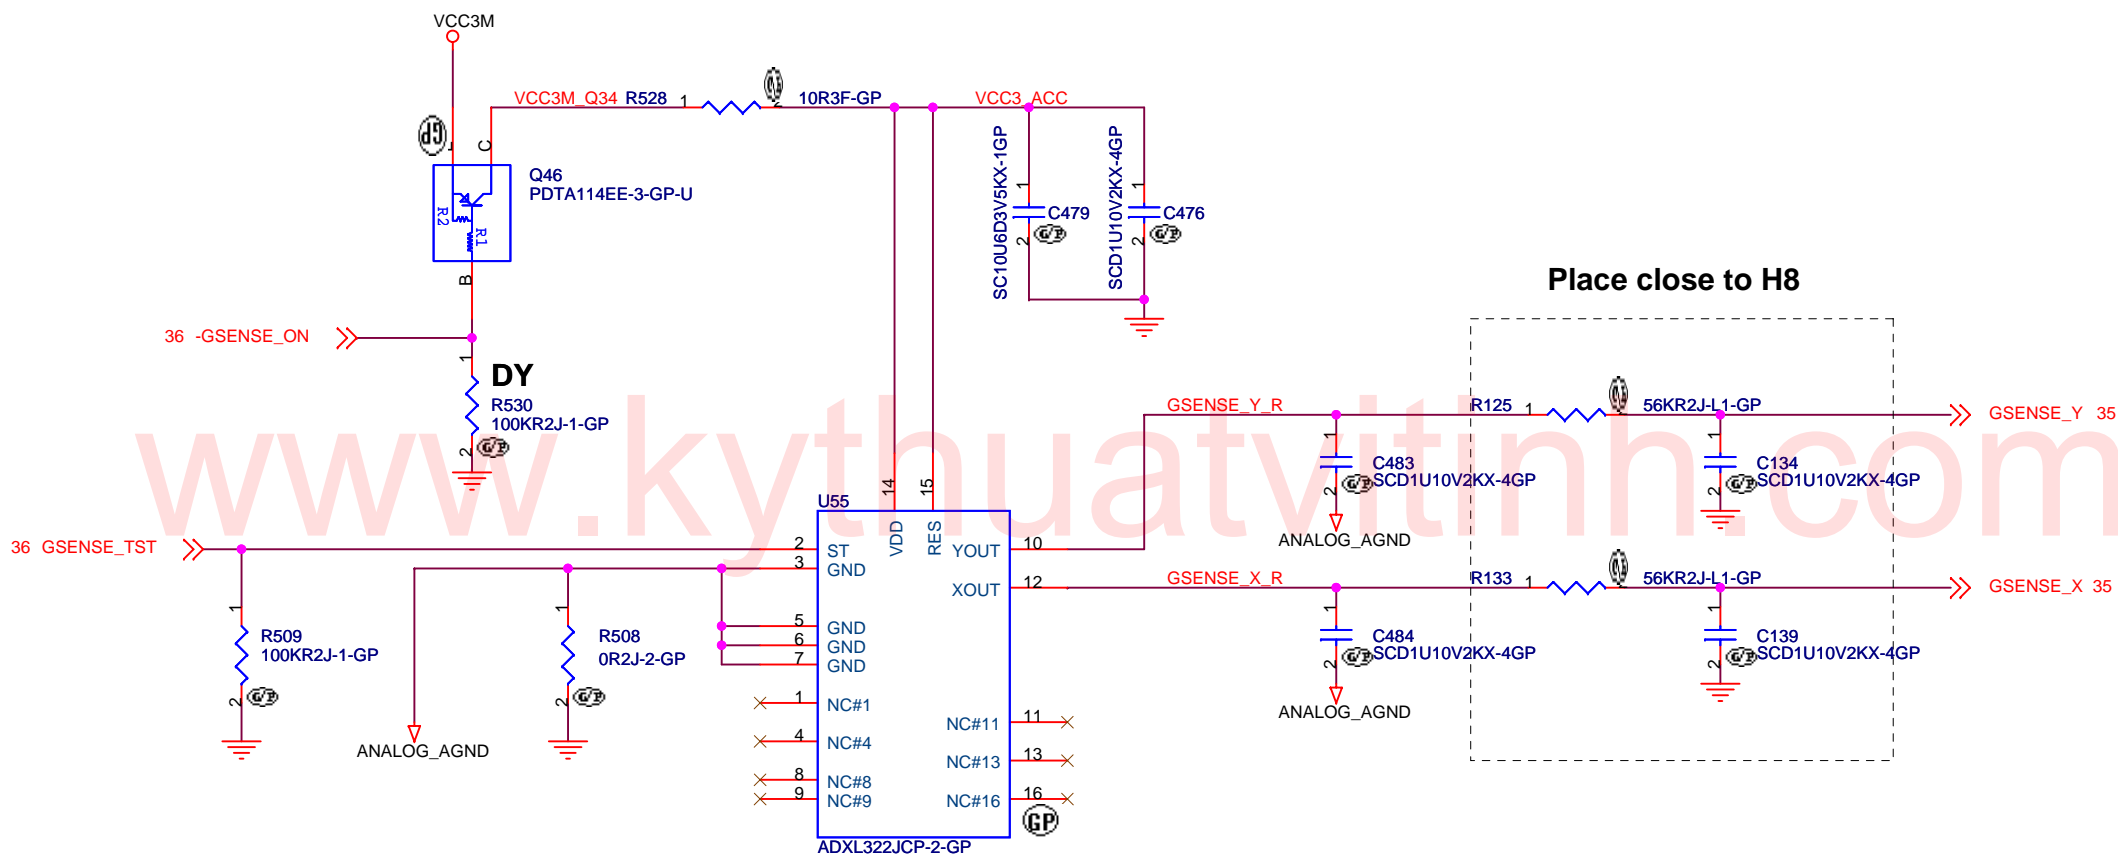 VCC3M
VCC3M_Q34
R528
1
2
10R3F-GP
VCC3_ACC
GP
C
Q46
PDTA114EE-3-GP-U
R2
R1
B
SC10U6D3V5KX-1GP
1
C479
2
G/P
SCD1U10V2KX-4GP
1
C476
2
G/P
Place close to H8
36 -GSENSE_ON
1
DY
R530
100KR2J-1-GP
2
G/P
www.kythuatvitinh.com
GSENSE_Y_R
R125
1
56KR2J-L1-GP
GSENSE_Y 35
1
C483
SCD1U10V2KX-4GP
2
G/P
ANALOG_AGND
1
C134
SCD1U10V2KX-4GP
2
G/P
36 GSENSE_TST
U55
14
15
VDD
RES
2
ST
3
GND
5
GND
6
GND
7
GND
1
NC#1
4
NC#4
8
NC#8
9
NC#9
YOUT
10
XOUT
12
NC#11
11
NC#13
13
NC#16
16
GP
ADXL322JCP-2-GP
GSENSE_X_R
R133
1
56KR2J-L1-GP
GSENSE_X 35
1
C484
SCD1U10V2KX-4GP
2
G/P
ANALOG_AGND
1
C139
SCD1U10V2KX-4GP
2
G/P
1
R509
100KR2J-1-GP
2
G/P
1
R508
0R2J-2-GP
2
G/P
ANALOG_AGND